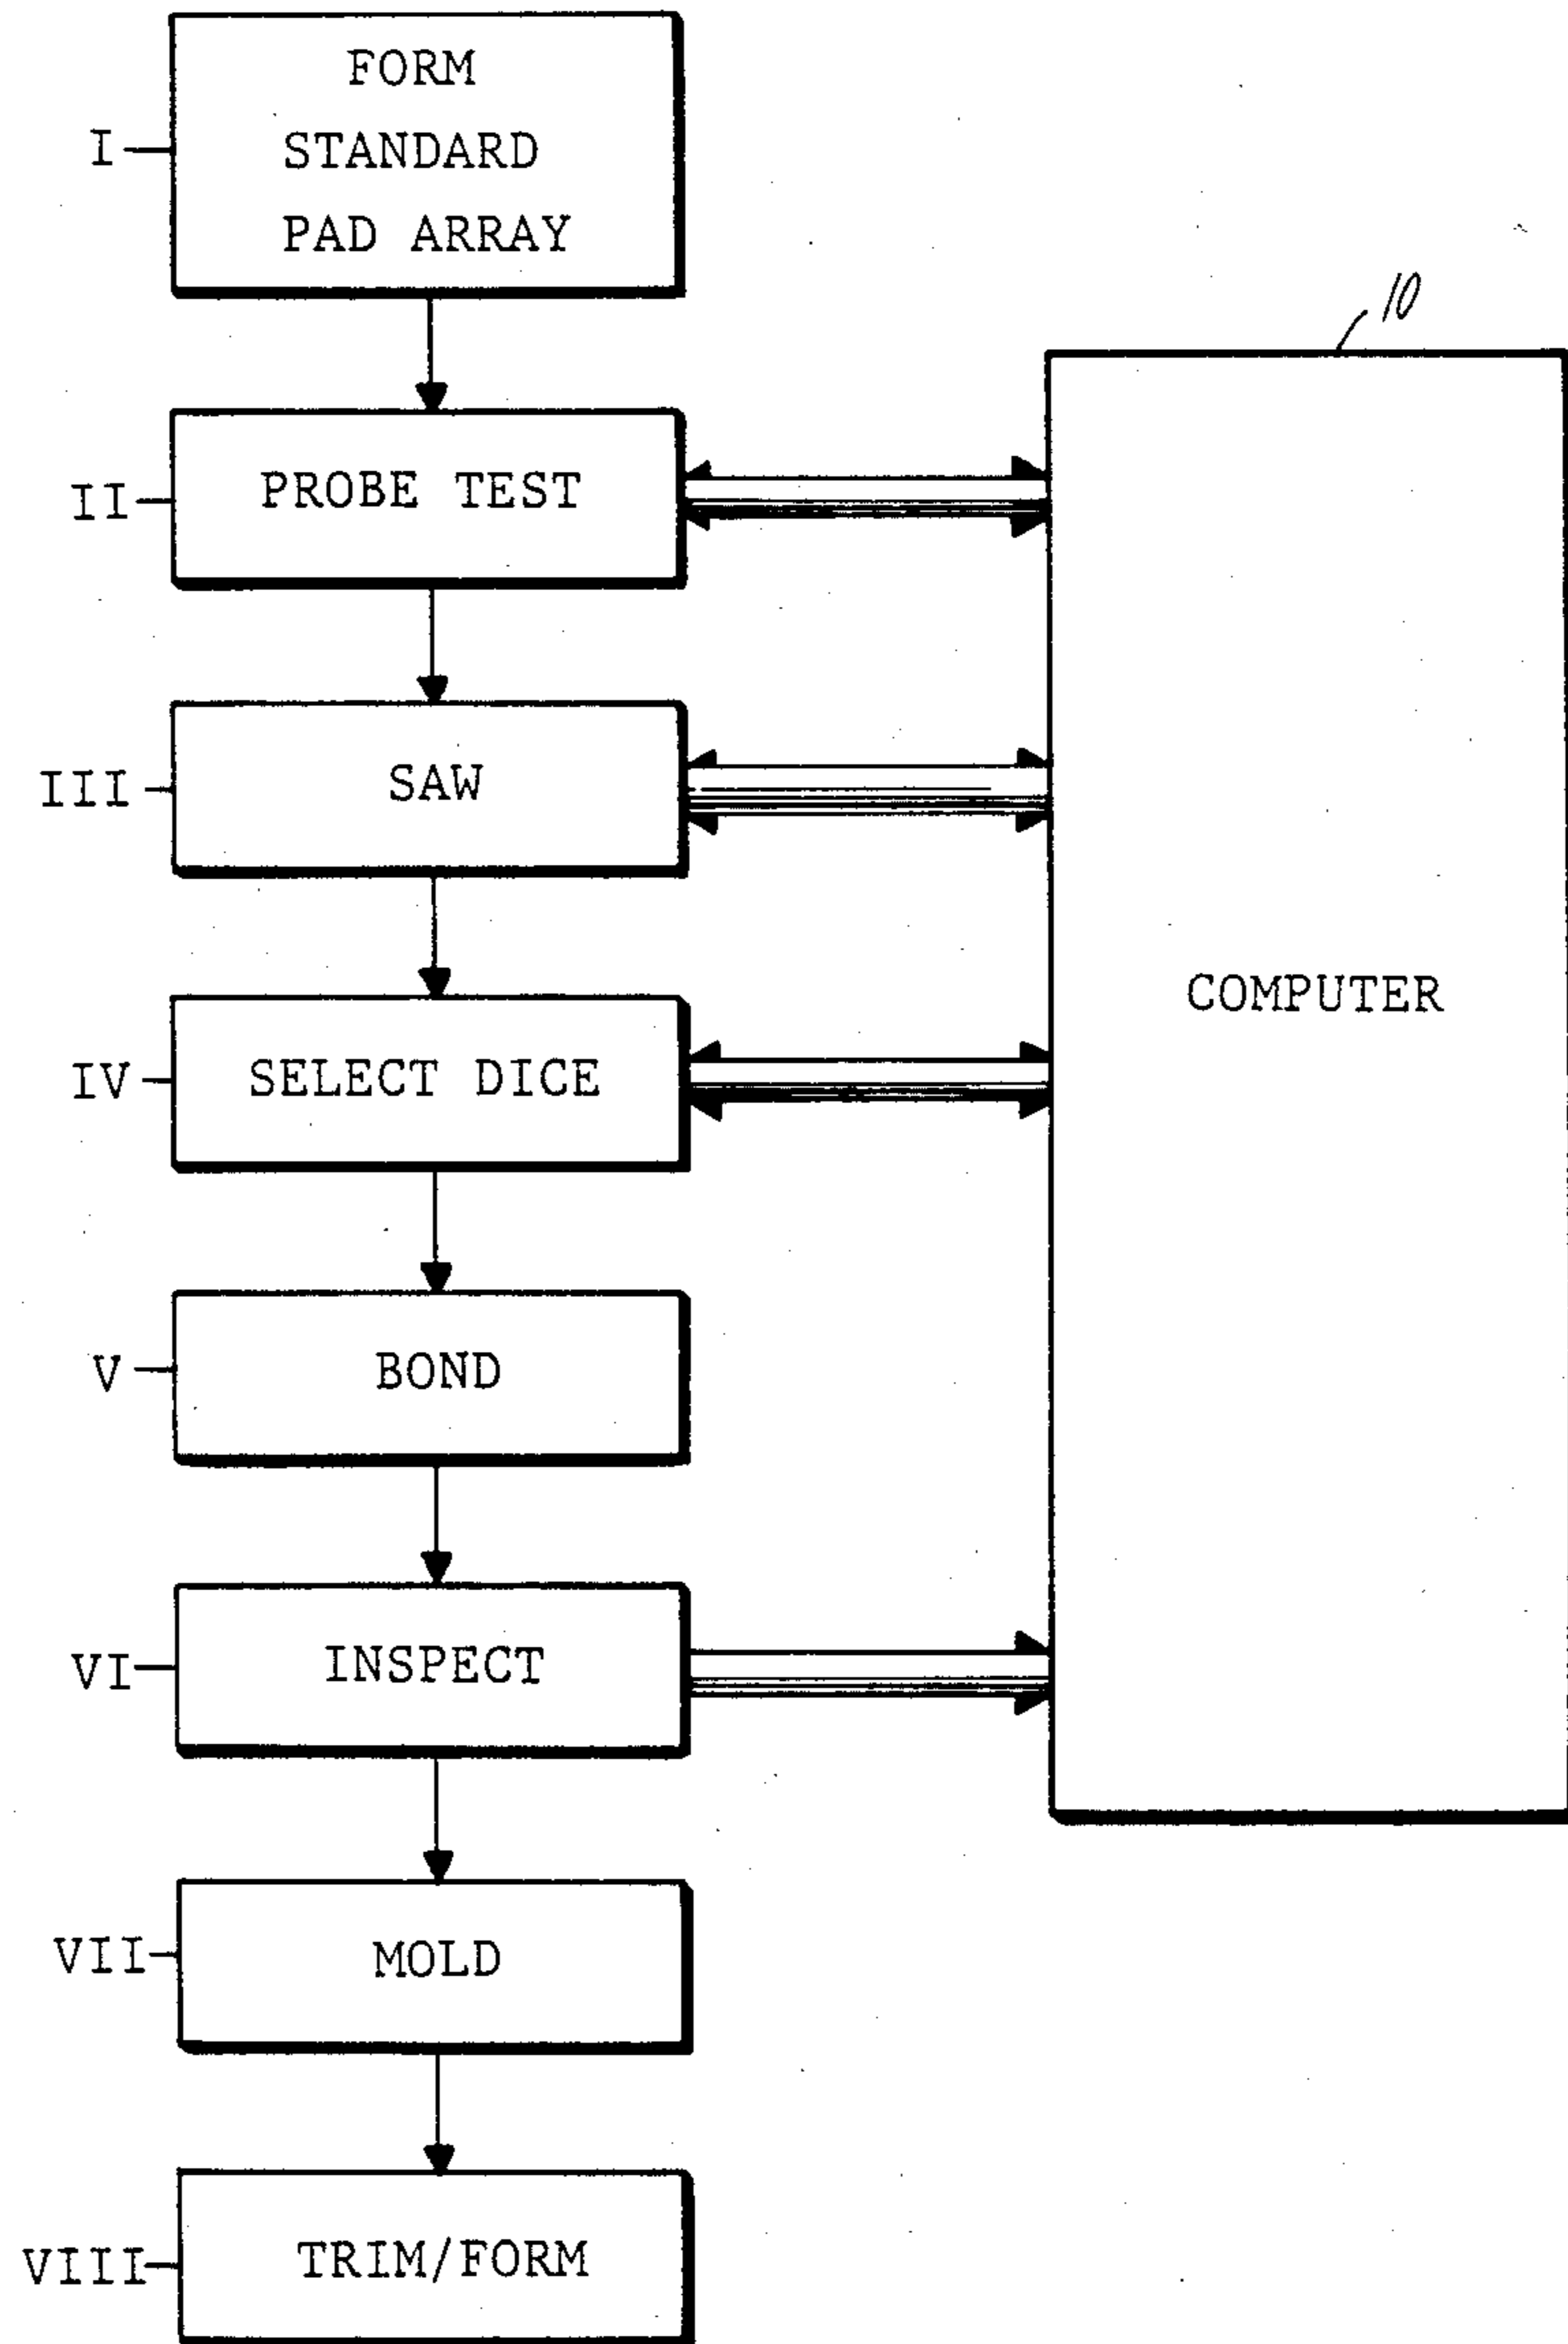 FORM
STANDARD
PAD ARRAY
I
10
PROBE TEST
II
SAW
III
COMPUTER
SELECT DICE
IV
BOND
V
INSPECT
VI
MOLD
VII
TRIM/FORM
VIII